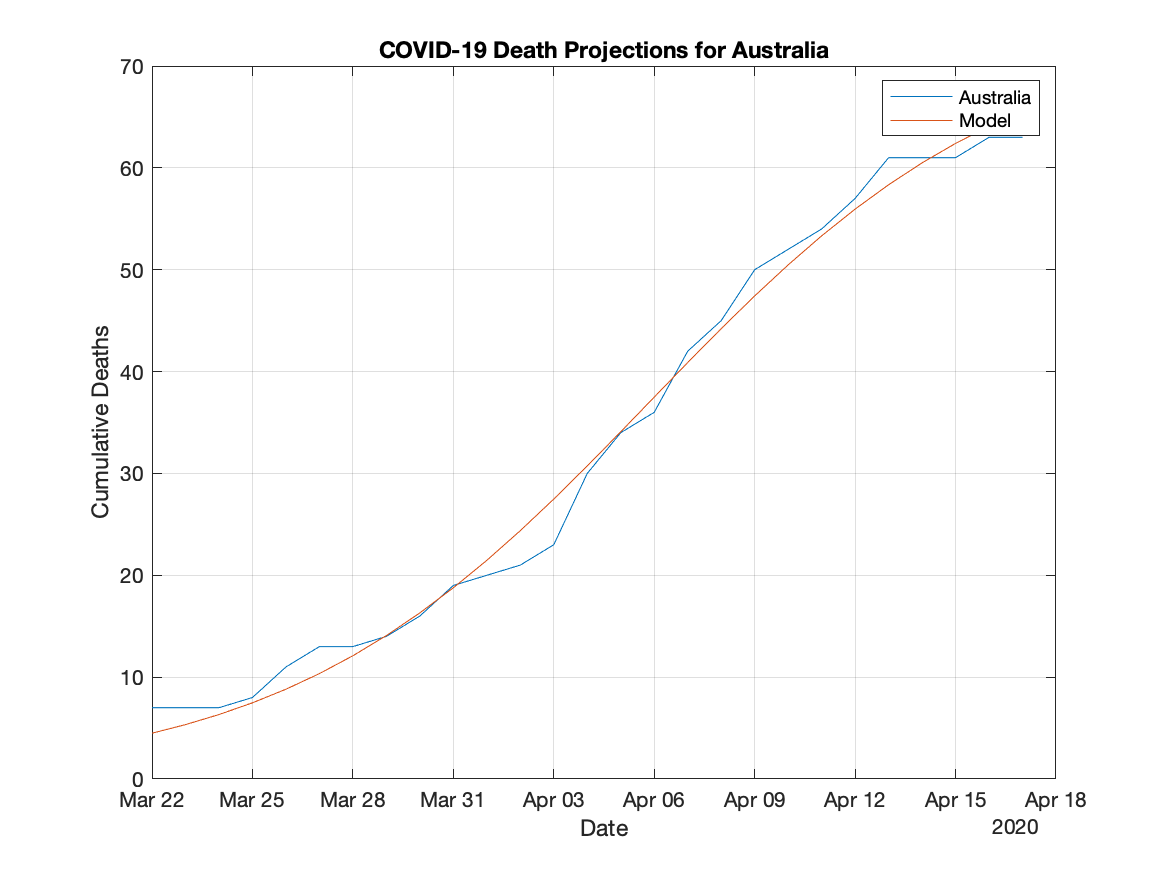 COVID-19 Death Projections for Australia
70
60
50
40
30
20
10
0
Cumulative Deaths
Australia
Model
Mar 22 Mar 25 Mar 28 Mar 31 Apr 03 Apr 06 Apr 09 Apr 12 Apr 15 Apr 18
Date
2020